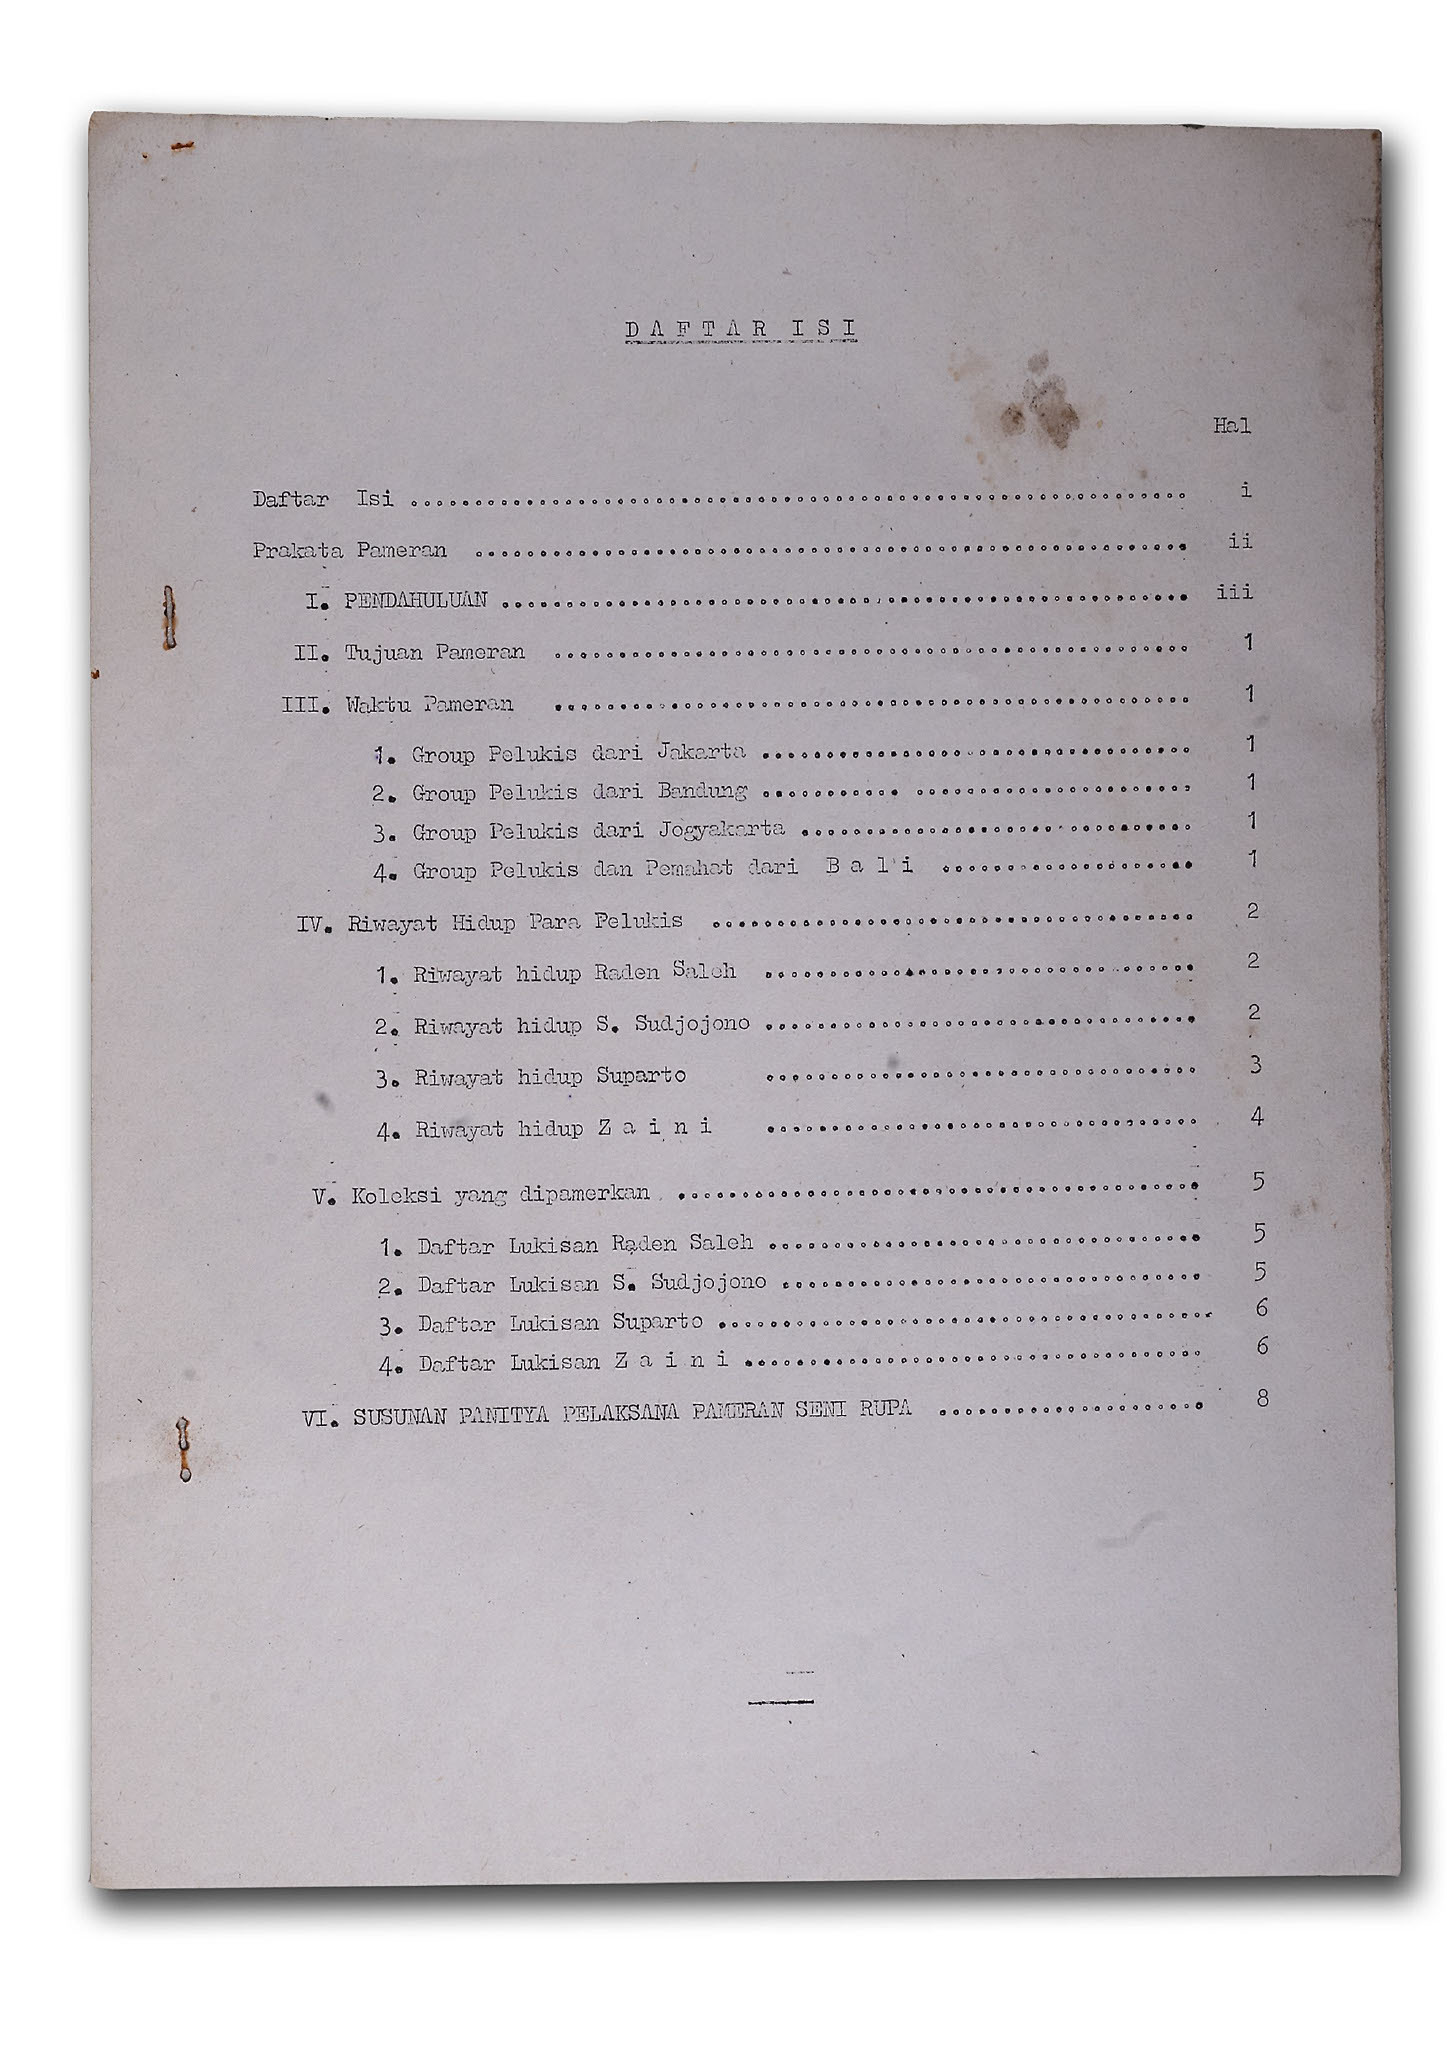 D A F T A R I S I
Hal
Daftar Isi ............................................................. i
Prakata Pameran ........................................................ ii
I. PENDAHULUAN ...................................................... iii
II. Tujuan Pameran .................................................. 1
III. Waktu Pameran .................................................. 1
1. Group Pelukis dari Jakarta .................................. 1
2. Group Pelukis dari Bandung .................................. 1
3. Group Pelukis dari Jogyakarta ............................... 1
4. Group Pelukis dan Pemahat dari B a l i .................... 1
IV. Riwayat Hidup Para Pelukis ...................................... 2
1. Riwayat hidup Raden Saleh .................................. 2
2. Riwayat hidup S. Sudjojono .................................. 2
3. Riwayat hidup Suparto .................................. 3
4. Riwayat hidup Z a i n i .................................. 4
V. Koleksi yang dipamerkan ......................................... 5
1. Daftar Lukisan Raden Saleh .................................. 5
2. Daftar Lukisan S. Sudjojono ................................. 5
3. Daftar Lukisan Suparto ...................................... 6
4. Daftar Lukisan Z a i n i .................................... 6
VI. SUSUNAN PANITYA PELAKSANA PAMERAN SENI RUPA ..................... 8